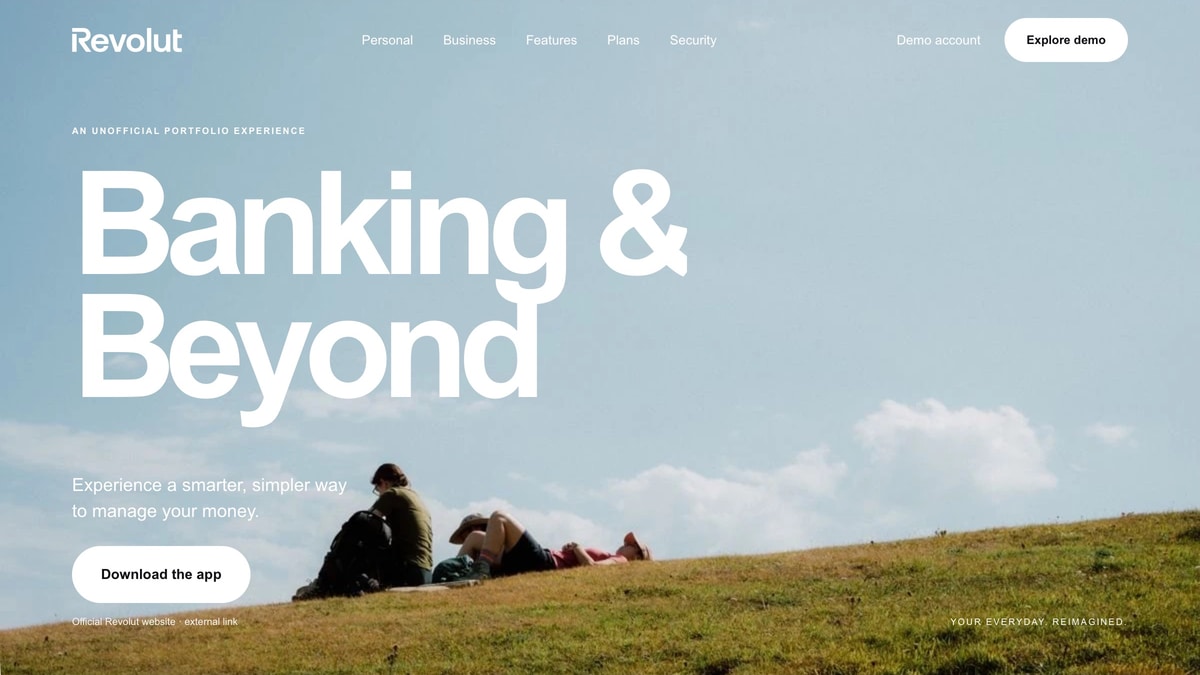 Revolut
Personal Business Features Plans Security
Demo account
Explore demo
AN UNOFFICIAL PORTFOLIO EXPERIENCE
Banking &
Beyond
Experience a smarter, simpler way
to manage your money.
Download the app
Official Revolut website · external link
YOUR EVERYDAY. REIMAGINED.